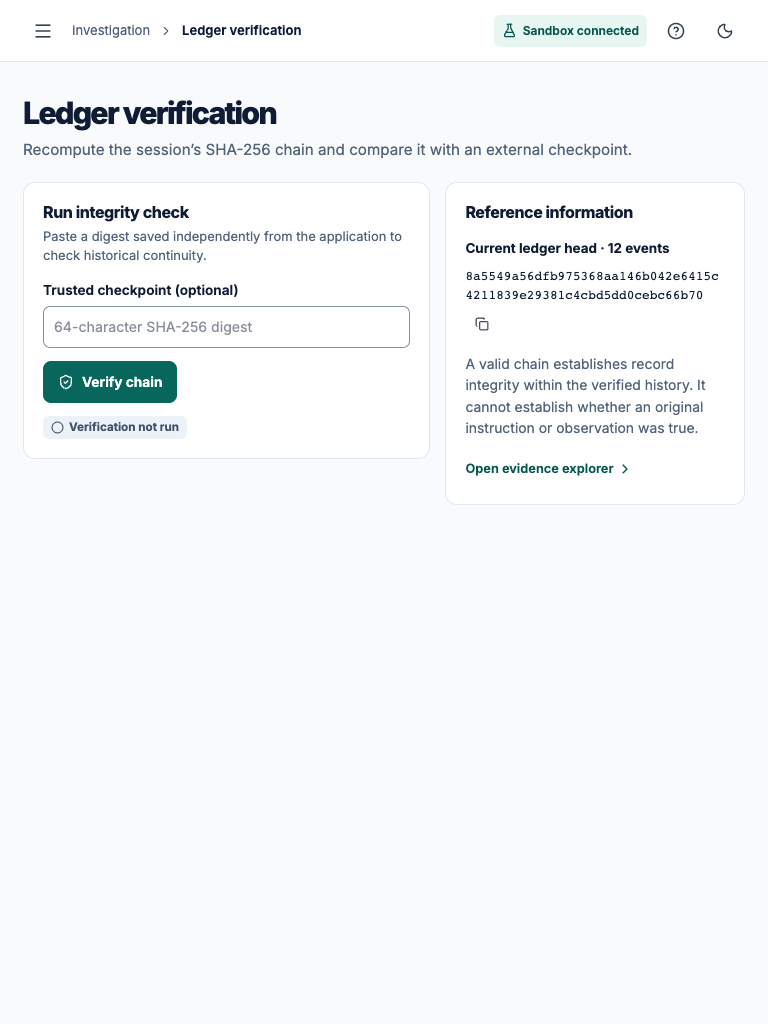 Investigation
Ledger verification
Sandbox connected
Ledger verification
Recompute the session’s SHA-256 chain and compare it with an external checkpoint.
Run integrity check
Paste a digest saved independently from the application to
check historical continuity.
Trusted checkpoint (optional)
64-character SHA-256 digest
Verify chain
Verification not run
Reference information
Current ledger head · 12 events
8a5549a56dfb975368aa146b042e6415c
4211839e29381c4cbd5dd0cebc66b70
A valid chain establishes record
integrity within the verified history. It
cannot establish whether an original
instruction or observation was true.
Open evidence explorer